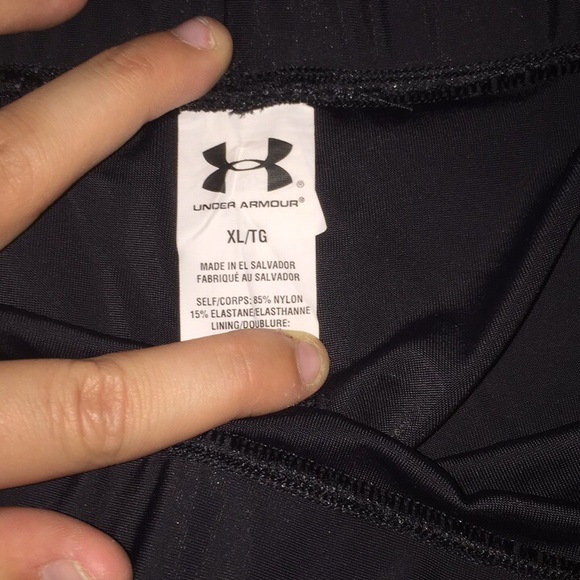 UNDER ARMOUR®
XL/TG
MADE IN EL SALVADOR
FABRIQUÉ AU SALVADOR
SELF/CORPS: 85% NYLON
15% ELASTANE/ELASTHANNE
LINING/DOUBLURE: